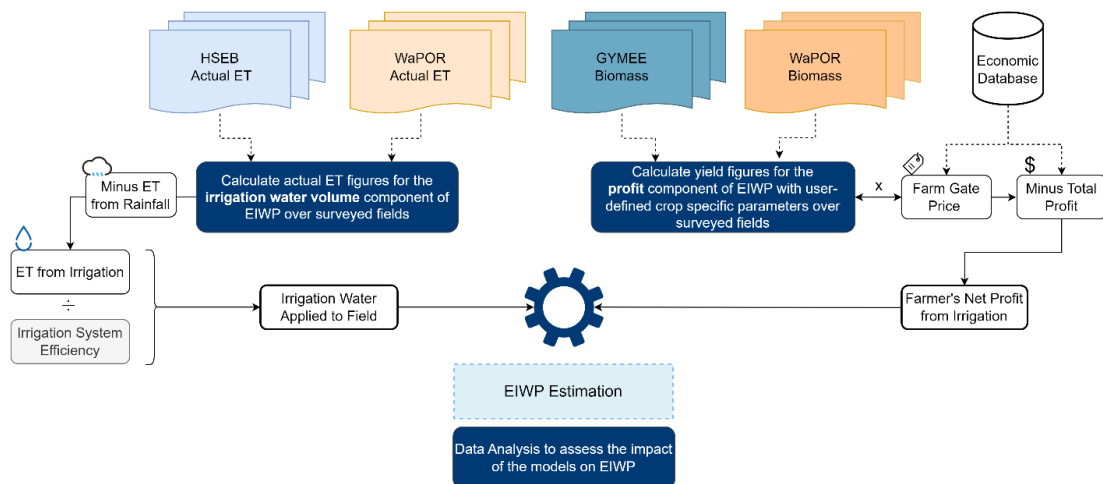 HSEB
Actual ET
WaPOR
Actual ET
GYMEE
Biomass
WaPOR
Biomass
Economic
Database
Minus ET
from Rainfall
Calculate actual ET figures for the
irrigation water volume component of
EIWP over surveyed fields
Calculate yield figures for the
profit component of EIWP with user-
defined crop specific parameters over
surveyed fields
x
Farm Gate
Price
$
Minus Total
Profit
ET from Irrigation
÷
Irrigation System
Efficiency
Irrigation Water
Applied to Field
Farmer's Net Profit
from Irrigation
EIWP Estimation
Data Analysis to assess the impact
of the models on EIWP